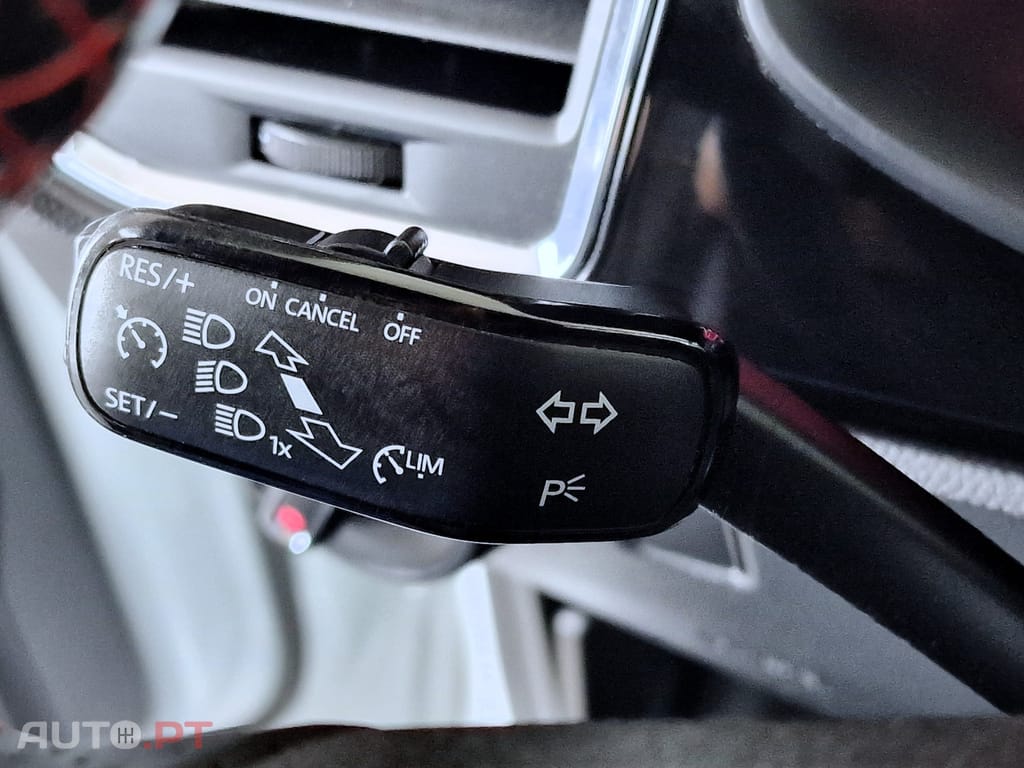 RES/+
ON CANCEL OFF
SET/-
1x
LIM
P
AUTO.PT